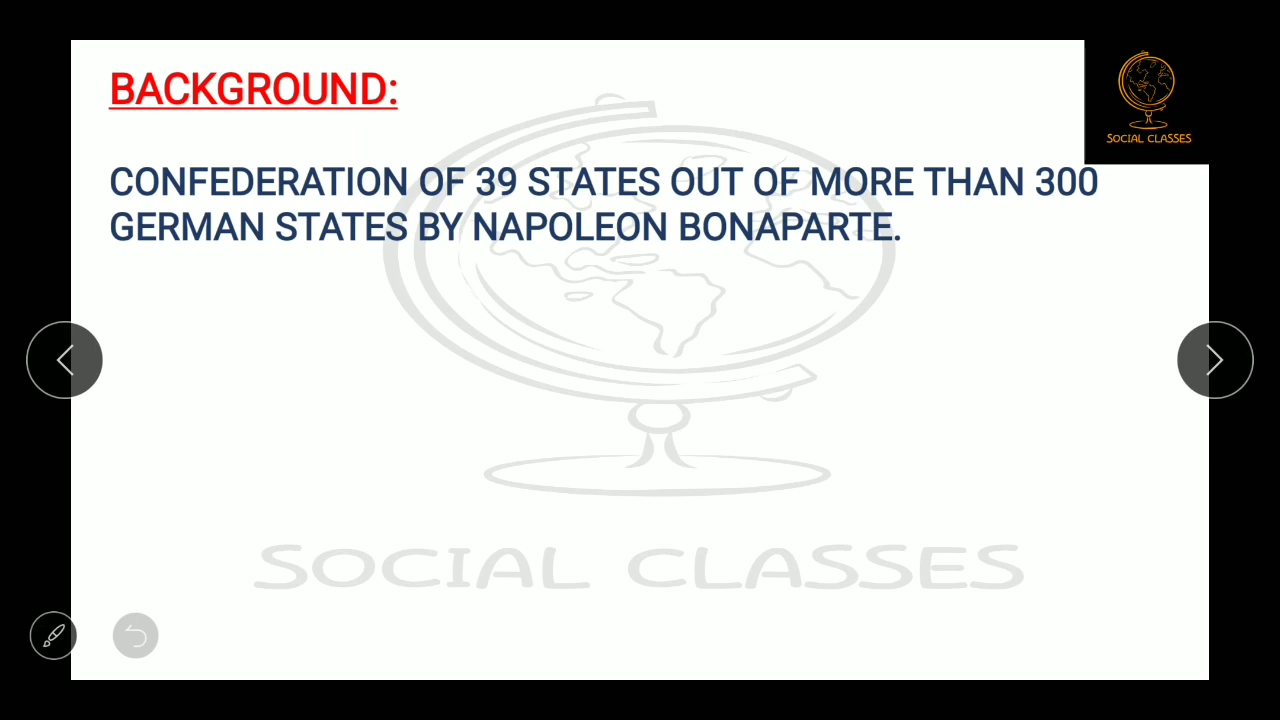 BACKGROUND:
SOCIAL CLASSES
CONFEDERATION OF 39 STATES OUT OF MORE THAN 300
GERMAN STATES BY NAPOLEON BONAPARTE.
SOCIAL CLASSES